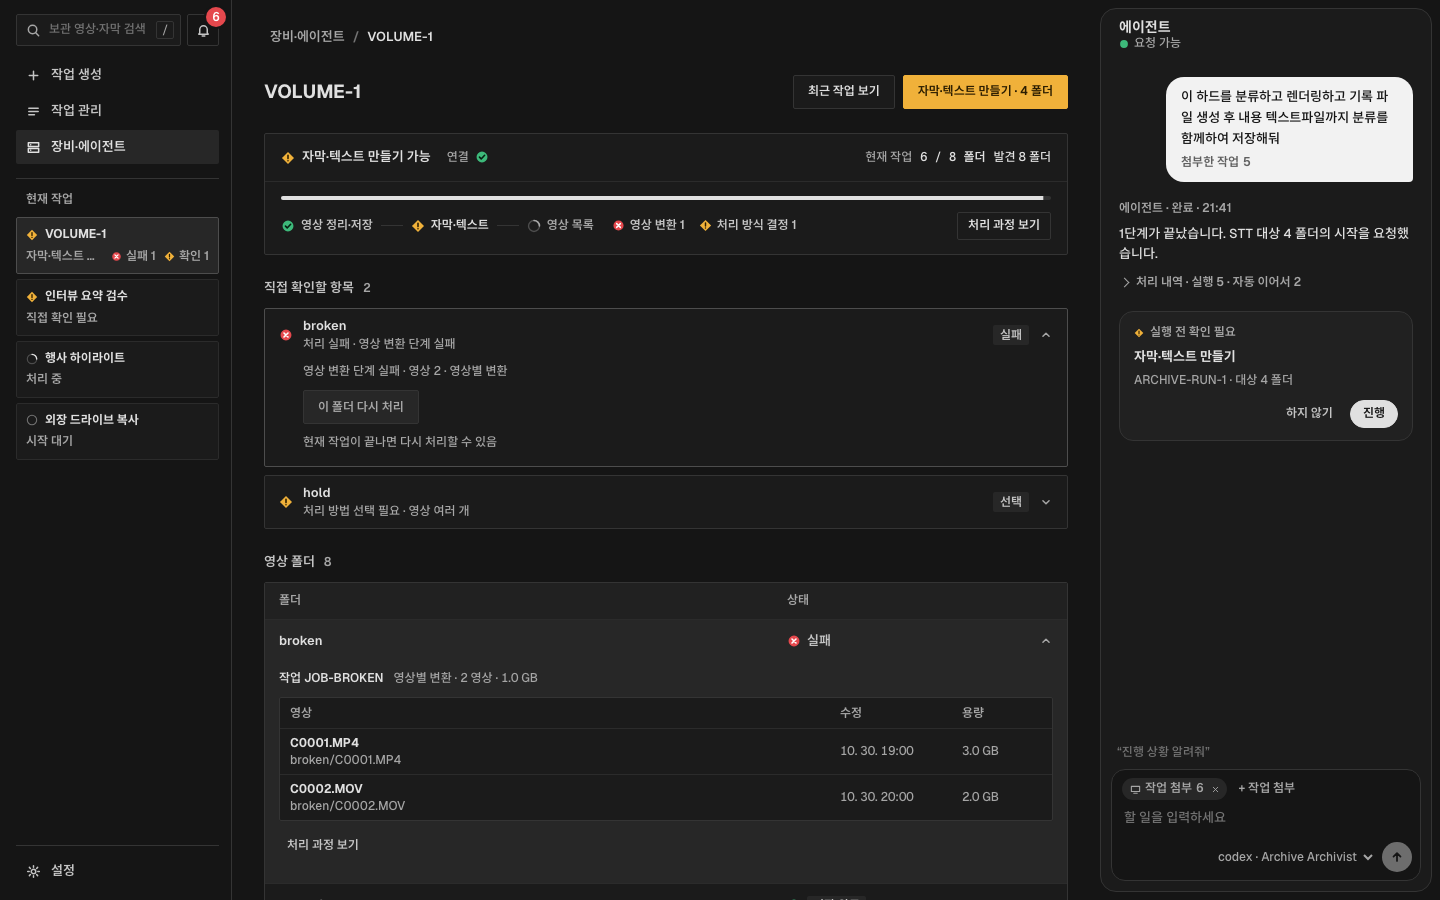 보관 영상·자막 검색 /
6
작업 생성
작업 관리
장비·에이전트
현재 작업
VOLUME-1
자막·텍스트 ... 실패 1 확인 1
인터뷰 요약 검수
직접 확인 필요
행사 하이라이트
처리 중
외장 드라이브 복사
시작 대기
설정
장비·에이전트 / VOLUME-1
VOLUME-1
최근 작업 보기
자막·텍스트 만들기 · 4 폴더
자막·텍스트 만들기 가능 연결
현재 작업 6 / 8 폴더 발견 8 폴더
영상 정리·저장 자막·텍스트 영상 목록 영상 변환 1 처리 방식 결정 1
처리 과정 보기
직접 확인할 항목 2
broken
처리 실패 · 영상 변환 단계 실패
실패
영상 변환 단계 실패 · 영상 2 · 영상별 변환
이 폴더 다시 처리
현재 작업이 끝나면 다시 처리할 수 있음
hold
처리 방법 선택 필요 · 영상 여러 개
선택
영상 폴더 8
폴더 상태
broken 실패
작업 JOB-BROKEN 영상별 변환 · 2 영상 · 1.0 GB
영상 수정 용량
C0001.MP4
broken/C0001.MP4
10. 30. 19:00 3.0 GB
C0002.MOV
broken/C0002.MOV
10. 30. 20:00 2.0 GB
처리 과정 보기
에이전트
요청 가능
이 하드를 분류하고 렌더링하고 기록 파
일 생성 후 내용 텍스트파일까지 분류를
함께하여 저장해둬
첨부한 작업 5
에이전트 · 완료 · 21:41
1단계가 끝났습니다. STT 대상 4 폴더의 시작을 요청했
습니다.
처리 내역 · 실행 5 · 자동 이어서 2
실행 전 확인 필요
자막·텍스트 만들기
ARCHIVE-RUN-1 · 대상 4 폴더
하지 않기 진행
“진행 상황 알려줘”
작업 첨부 6 × + 작업 첨부
할 일을 입력하세요
codex · Archive Archivist